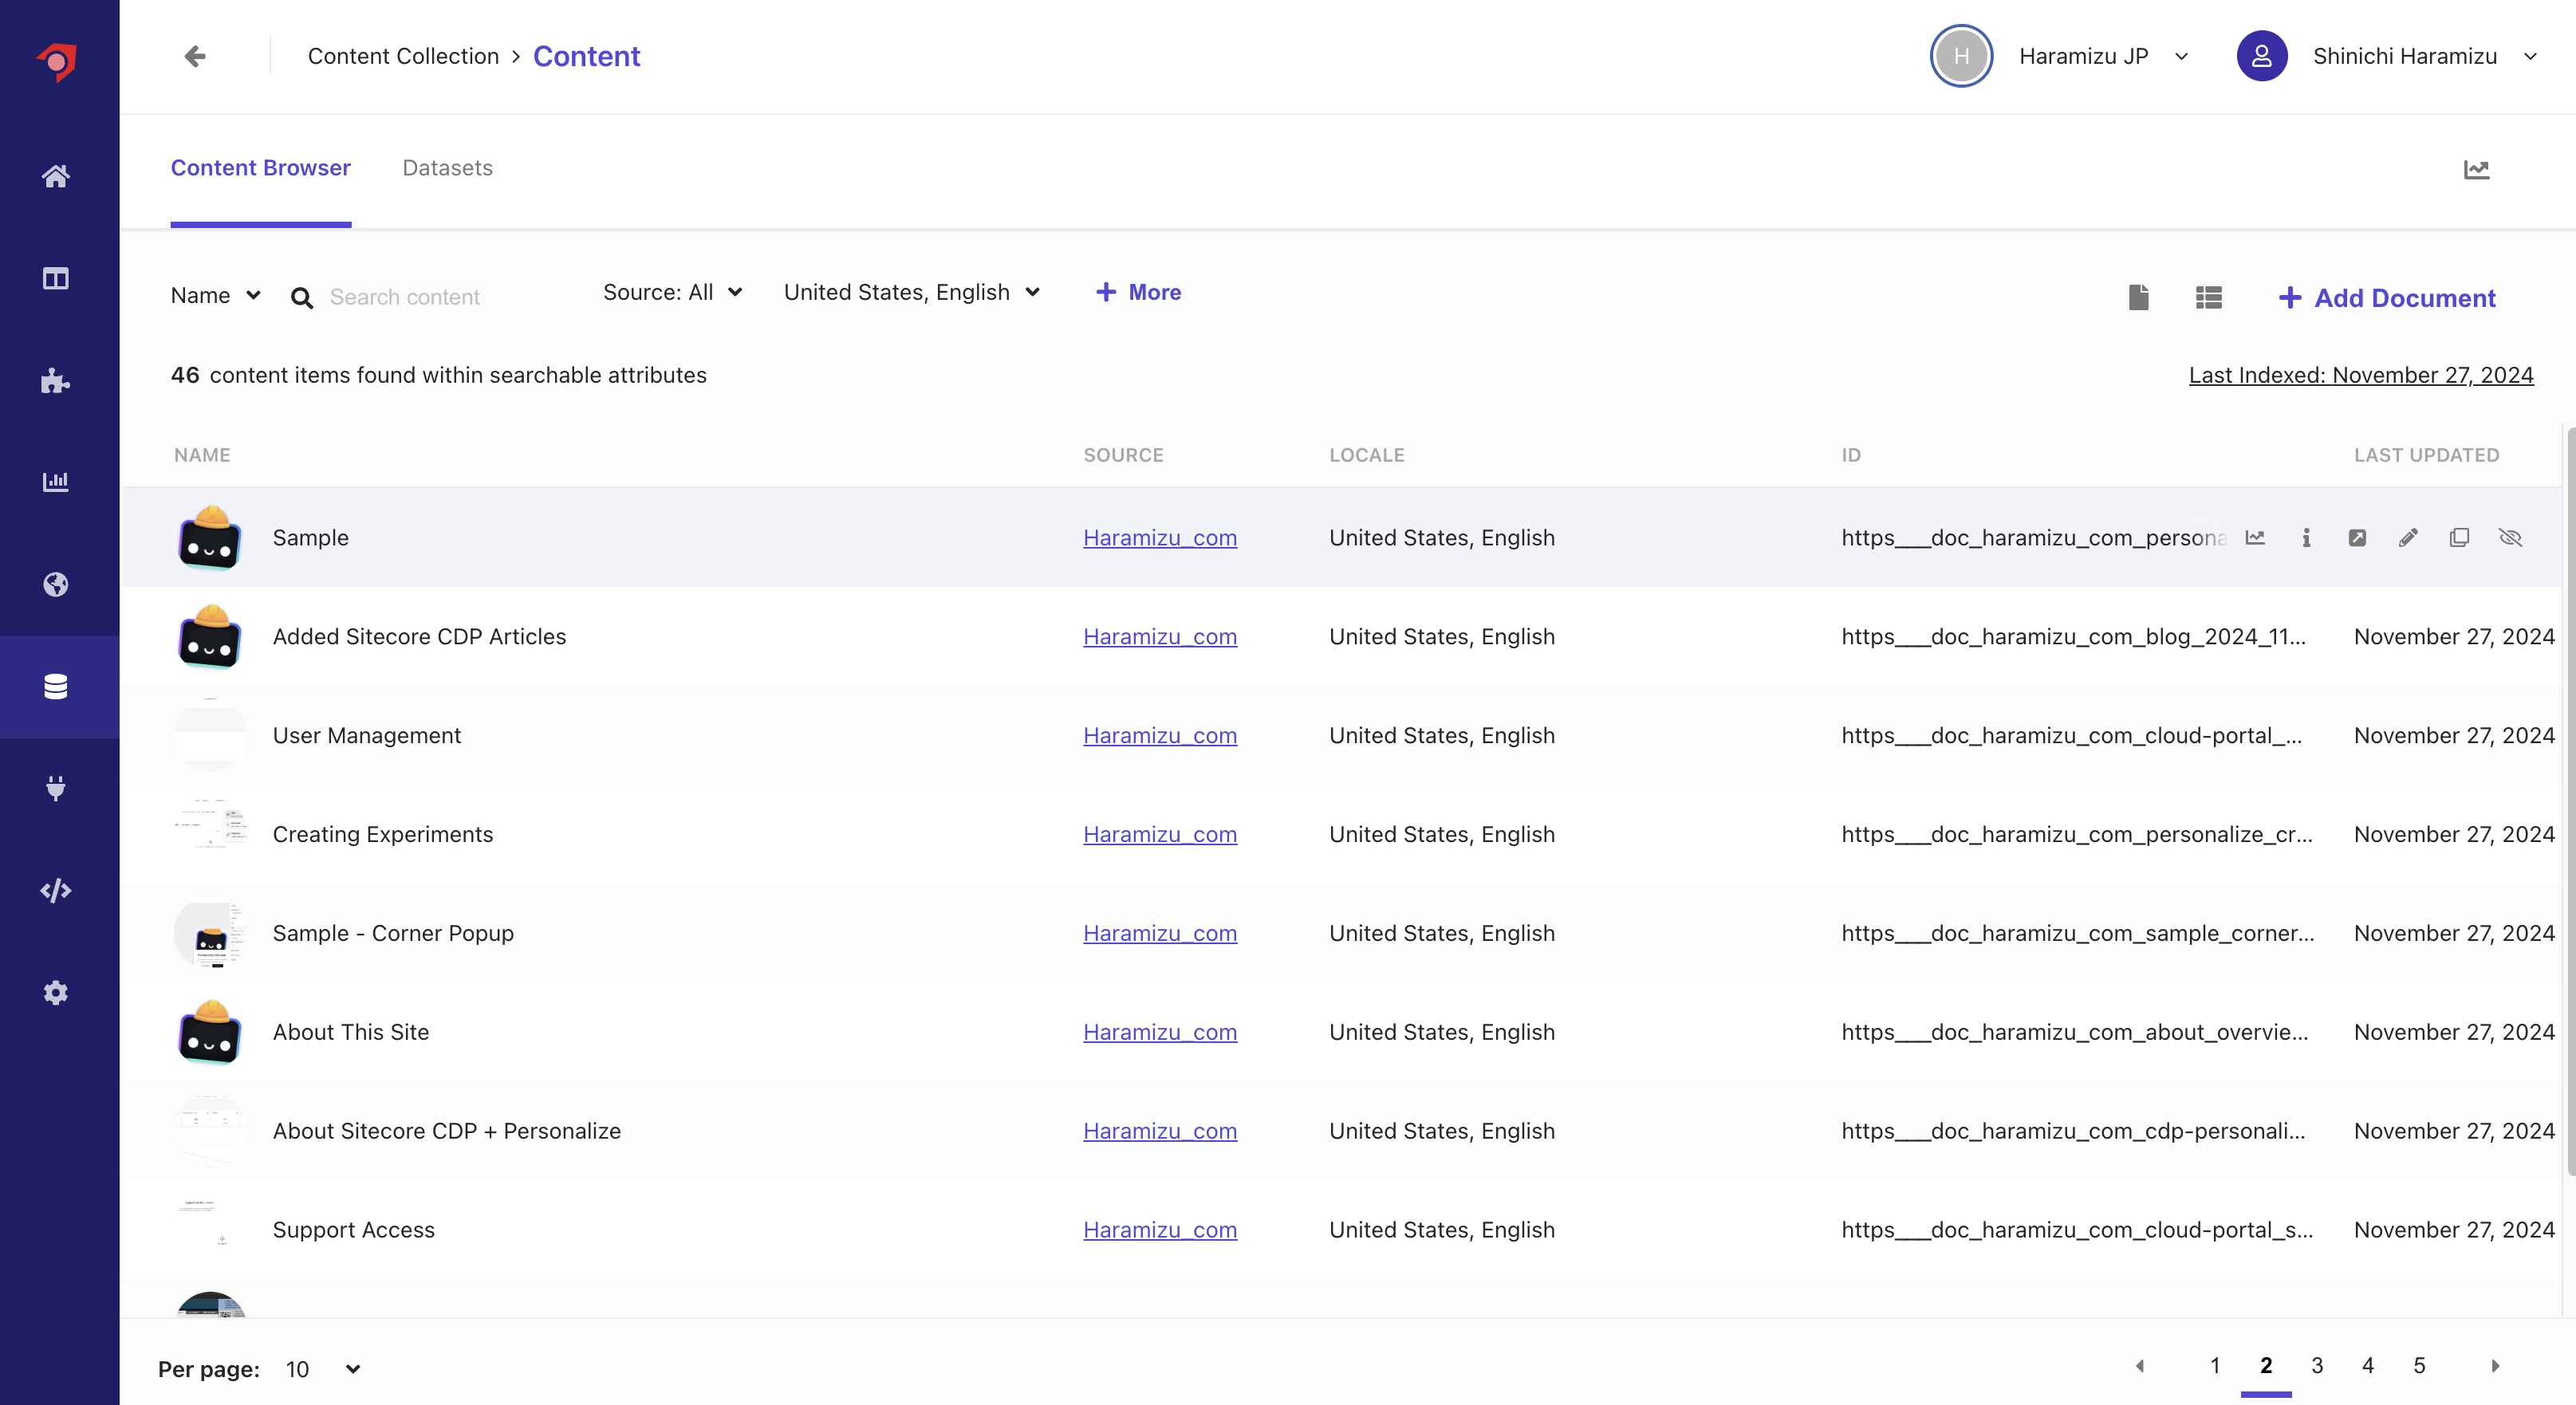 Content Collection > Content
H
Haramizu JP
Shinichi Haramizu
Content Browser
Datasets
Name
Search content
Source: All
United States, English
+ More
+ Add Document
46 content items found within searchable attributes
Last Indexed: November 27, 2024
NAME SOURCE LOCALE ID LAST UPDATED
Sample Haramizu_com United States, English https___doc_haramizu_com_persona
Added Sitecore CDP Articles Haramizu_com United States, English https___doc_haramizu_com_blog_2024_11... November 27, 2024
User Management Haramizu_com United States, English https___doc_haramizu_com_cloud-portal_... November 27, 2024
Creating Experiments Haramizu_com United States, English https___doc_haramizu_com_personalize_cr... November 27, 2024
Sample - Corner Popup Haramizu_com United States, English https___doc_haramizu_com_sample_corner... November 27, 2024
About This Site Haramizu_com United States, English https___doc_haramizu_com_about_overvie... November 27, 2024
About Sitecore CDP + Personalize Haramizu_com United States, English https___doc_haramizu_com_cdp-personali... November 27, 2024
Support Access Haramizu_com United States, English https___doc_haramizu_com_cloud-portal_s... November 27, 2024
Per page: 10
1 2 3 4 5